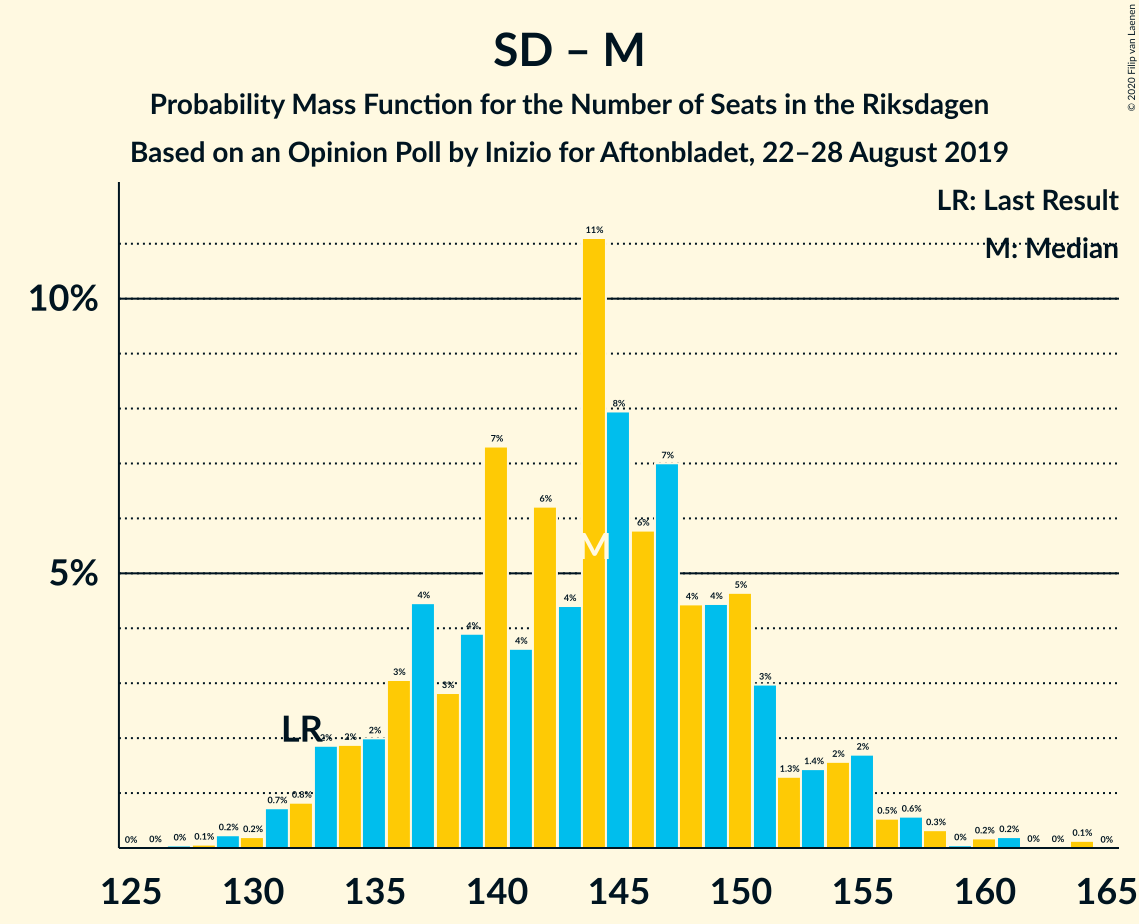 SD – M
Probability Mass Function for the Number of Seats in the Riksdagen
Based on an Opinion Poll by Inizio for Aftonbladet, 22–28 August 2019
© 2020 Filip van Laenen
LR: Last Result
M: Median
10%
5%
0% 0% 0% 0.1% 0.2% 0.2% 0.7% 0.8% 2% 2% 2% 3% 4% 3% 4% 7% 4% 6% 4% 11% 8% 6% 7% 4% 4% 5% 3% 1.3% 1.4% 2% 2% 0.5% 0.6% 0.3% 0% 0.2% 0.2% 0% 0% 0.1% 0%
M
LR
125 130 135 140 145 150 155 160 165